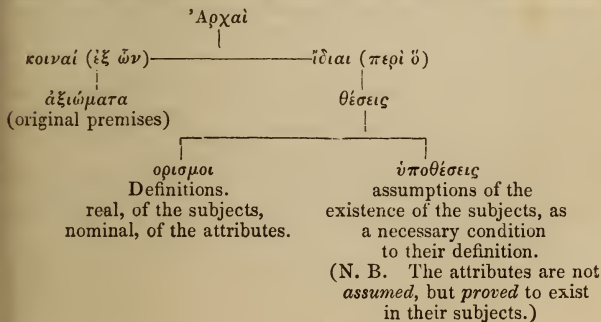 Ἀρχαὶ
κοιναί (ἐξ ὧν) ἴδιαι (περὶ ὅ)
ἀξιώματα θέσεις
(original premises)
ορισμοι ὑποθέσεις
Definitions. assumptions of the
real, of the subjects, existence of the subjects, as
nominal, of the attributes. a necessary condition
to their definition.
(N. B. The attributes are not
assumed, but proved to exist
in their subjects.)